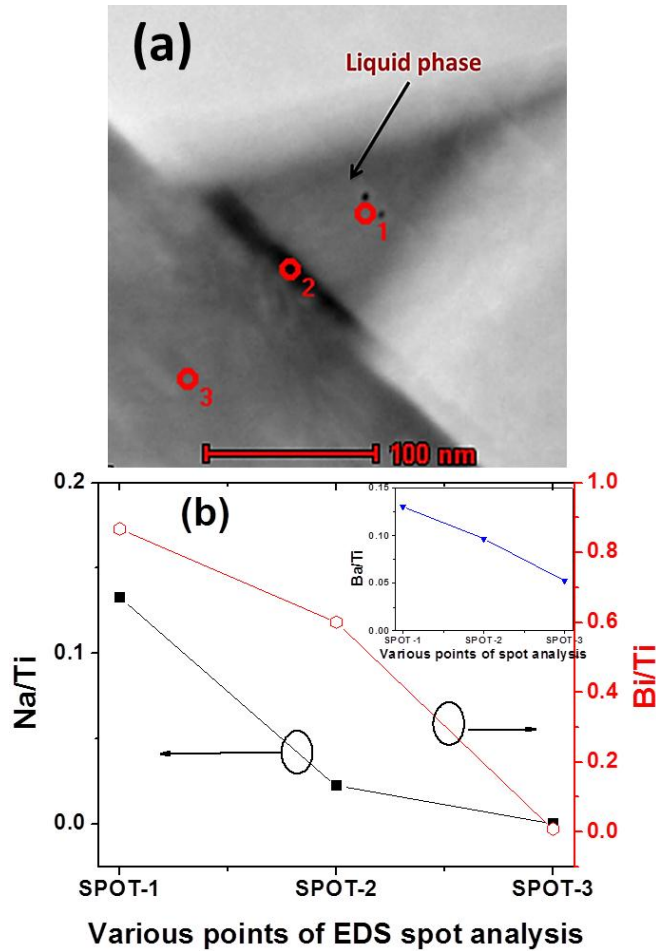 (a)
Liquid phase
1
2
3
100 nm
(b)
0.2
0.1
0.0
Na/Ti
1.0
0.8
0.6
0.4
0.2
0.0
Bi/Ti
0.15
0.10
0.05
0.00
Ba/Ti
SPOT-1 SPOT-2 SPOT-3
Various points of spot analysis
SPOT-1 SPOT-2 SPOT-3
Various points of EDS spot analysis